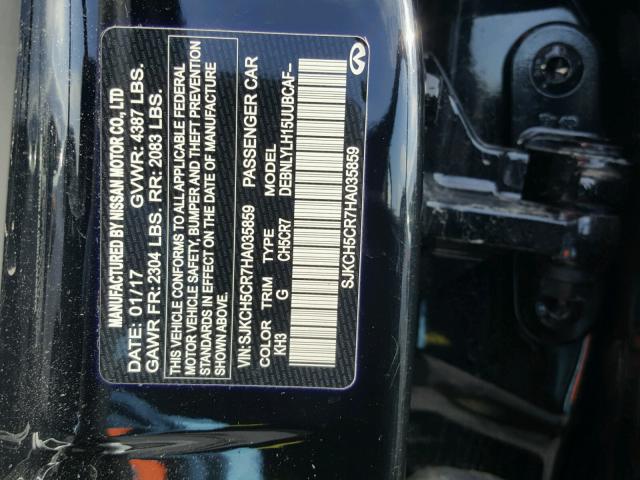 MANUFACTURED BY NISSAN MOTOR CO., LTD
DATE: 01/17 GVWR: 4387 LBS.
GAWR FR: 2304 LBS. RR: 2083 LBS.
THIS VEHICLE CONFORMS TO ALL APPLICABLE FEDERAL
MOTOR VEHICLE SAFETY, BUMPER AND THEFT PREVENTION
STANDARDS IN EFFECT ON THE DATE OF MANUFACTURE
SHOWN ABOVE.
VIN: SJKCH5CR7HA035859 PASSENGER CAR
COLOR TRIM TYPE MODEL
KH3 G CH5CR7 DEBNLYLH15UUBCAF--
SJKCH5CR7HA035859